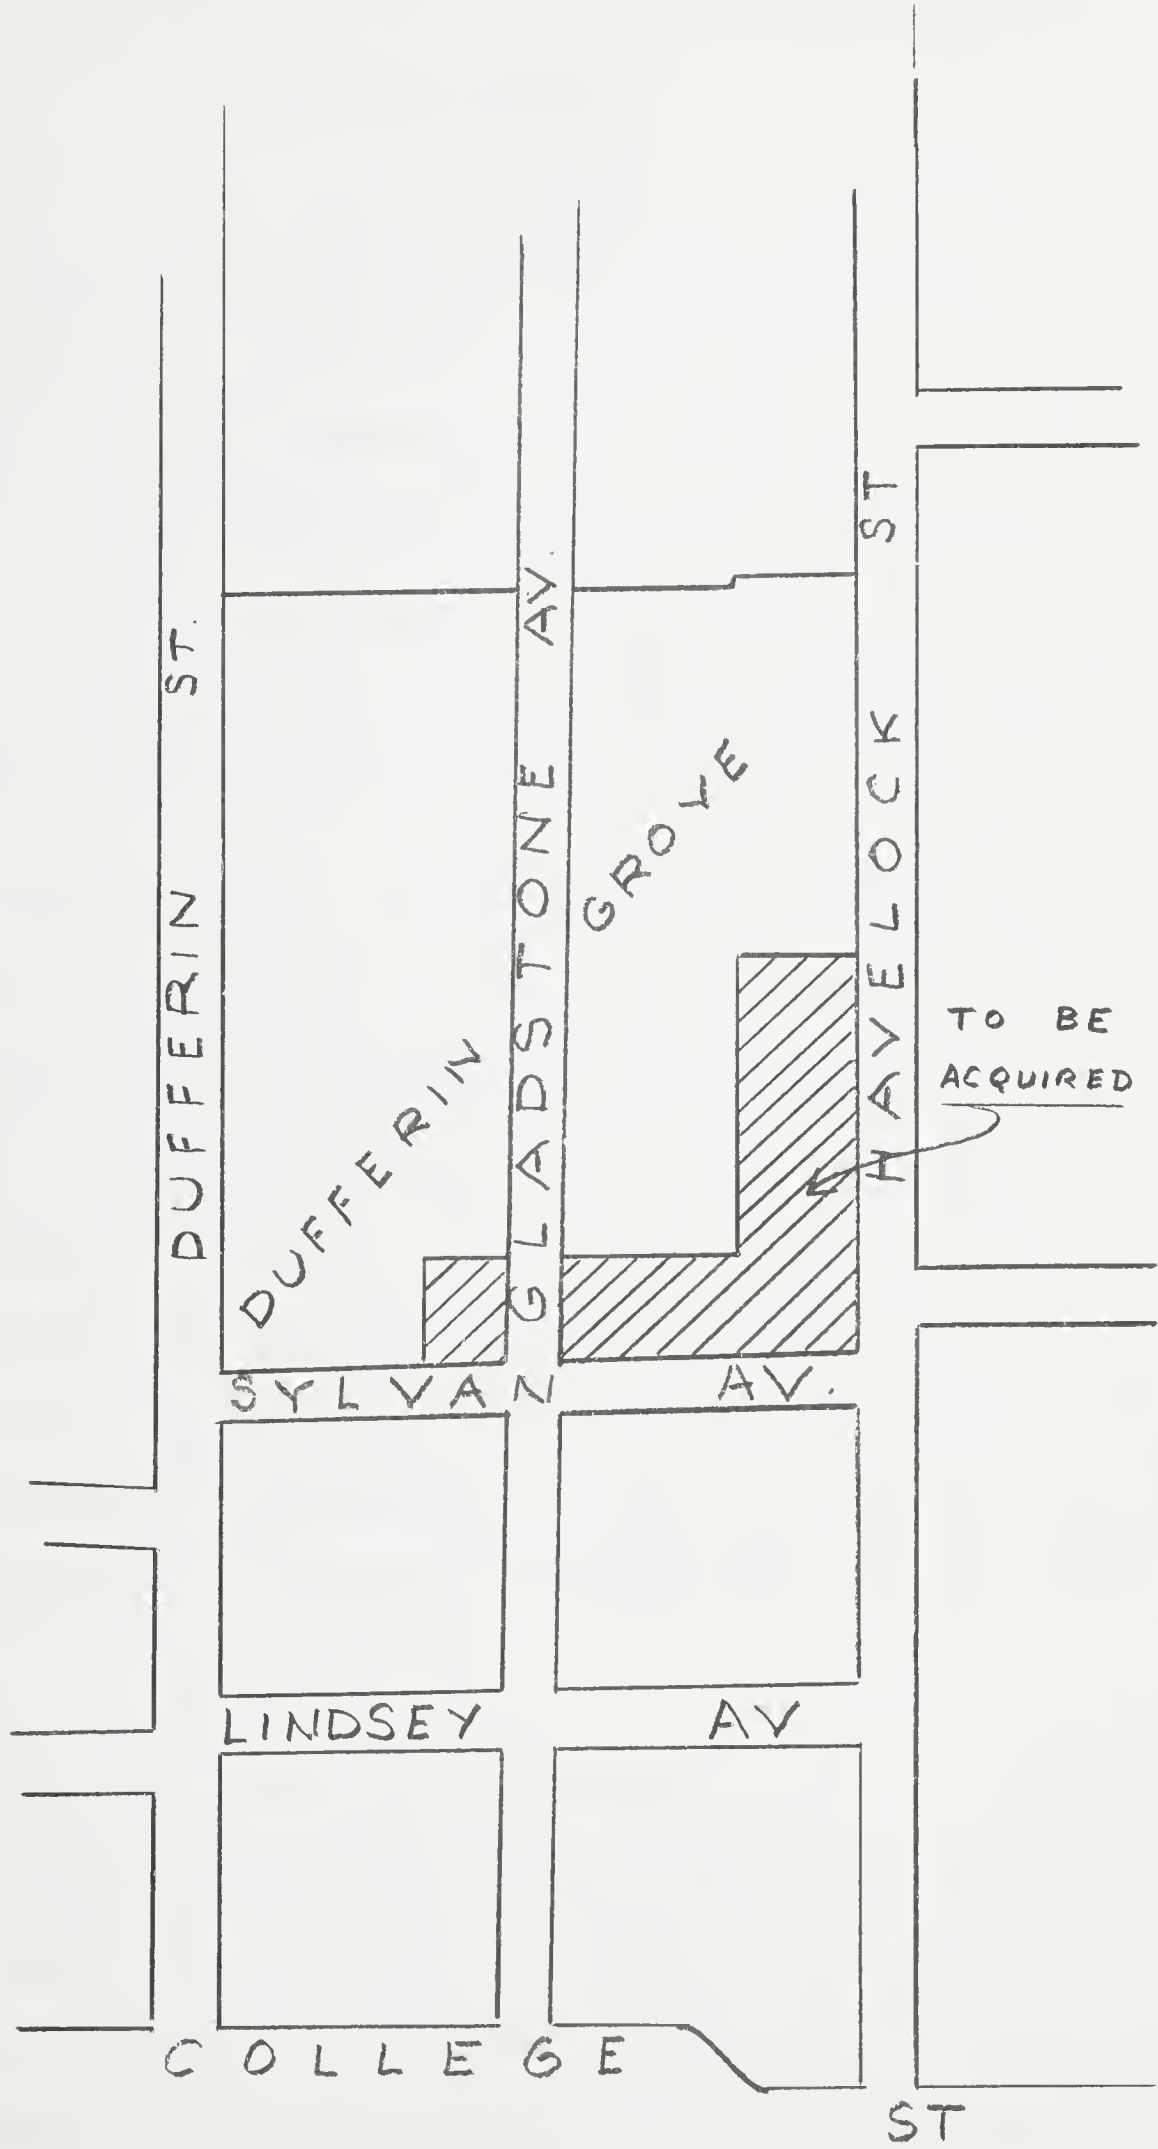 DUFFERIN ST.
GLADSTONE AV.
HAVELOCK ST
DUFFERIN GROVE
TO BE
ACQUIRED
SYLVAN AV.
LINDSEY AV
COLLEGE ST